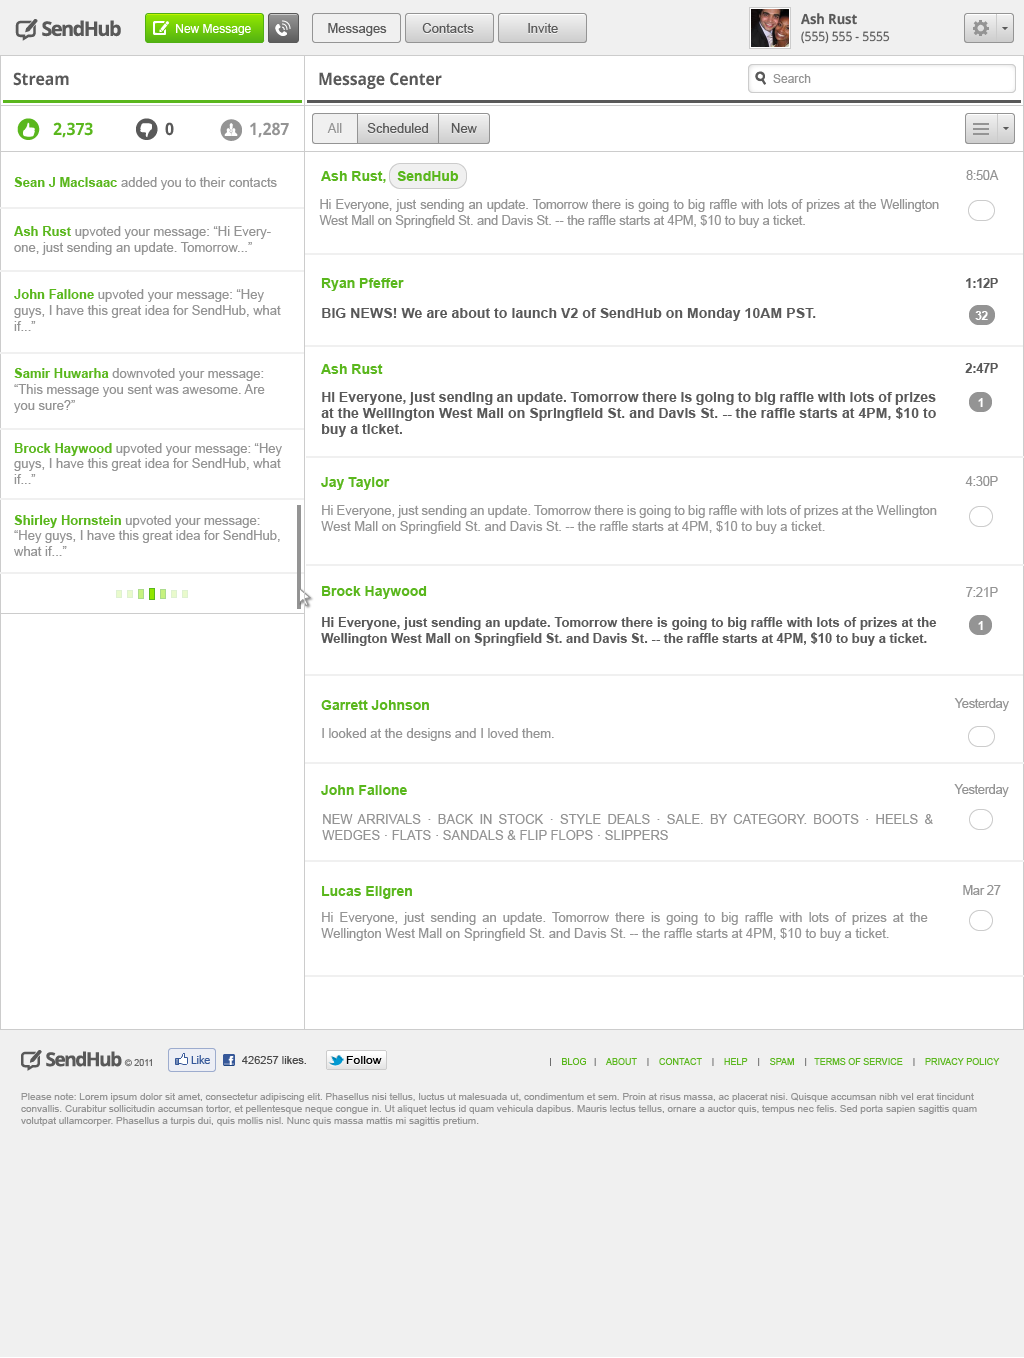 SendHub
New Message
Messages
Contacts
Invite
Ash Rust
(555) 555 - 5555
Stream
Message Center
Search
2,373
0
1,287
All
Scheduled
New
Sean J MacIsaac added you to their contacts
Ash Rust upvoted your message: “Hi Every-
one, just sending an update. Tomorrow...”
John Fallone upvoted your message: “Hey
guys, I have this great idea for SendHub, what
if...”
Samir Huwarha downvoted your message:
“This message you sent was awesome. Are
you sure?”
Brock Haywood upvoted your message: “Hey
guys, I have this great idea for SendHub, what
if...”
Shirley Hornstein upvoted your message:
“Hey guys, I have this great idea for SendHub,
what if...”
Ash Rust, SendHub
8:50A
Hi Everyone, just sending an update. Tomorrow there is going to big raffle with lots of prizes at the Wellington
West Mall on Springfield St. and Davis St. -- the raffle starts at 4PM, $10 to buy a ticket.
Ryan Pfeffer
1:12P
BIG NEWS! We are about to launch V2 of SendHub on Monday 10AM PST.
32
Ash Rust
2:47P
Hi Everyone, just sending an update. Tomorrow there is going to big raffle with lots of prizes
at the Wellington West Mall on Springfield St. and Davis St. -- the raffle starts at 4PM, $10 to
buy a ticket.
1
Jay Taylor
4:30P
Hi Everyone, just sending an update. Tomorrow there is going to big raffle with lots of prizes at the Wellington
West Mall on Springfield St. and Davis St. -- the raffle starts at 4PM, $10 to buy a ticket.
Brock Haywood
7:21P
Hi Everyone, just sending an update. Tomorrow there is going to big raffle with lots of prizes at the
Wellington West Mall on Springfield St. and Davis St. -- the raffle starts at 4PM, $10 to buy a ticket.
1
Garrett Johnson
Yesterday
I looked at the designs and I loved them.
John Fallone
Yesterday
NEW ARRIVALS · BACK IN STOCK · STYLE DEALS · SALE. BY CATEGORY. BOOTS · HEELS &
WEDGES · FLATS · SANDALS & FLIP FLOPS · SLIPPERS
Lucas Ellgren
Mar 27
Hi Everyone, just sending an update. Tomorrow there is going to big raffle with lots of prizes at the
Wellington West Mall on Springfield St. and Davis St. -- the raffle starts at 4PM, $10 to buy a ticket.
SendHub © 2011
Like
426257 likes.
Follow
| BLOG | ABOUT | CONTACT | HELP | SPAM | TERMS OF SERVICE | PRIVACY POLICY
Please note: Lorem ipsum dolor sit amet, consectetur adipiscing elit. Phasellus nisi tellus, luctus ut malesuada ut, condimentum et sem. Proin at risus massa, ac placerat nisi. Quisque accumsan nibh vel erat tincidunt
convallis. Curabitur sollicitudin accumsan tortor, et pellentesque neque congue in. Ut aliquet lectus id quam vehicula dapibus. Mauris lectus tellus, ornare a auctor quis, tempus nec felis. Sed porta sapien sagittis quam
volutpat ullamcorper. Phasellus a turpis dui, quis mollis nisl. Nunc quis massa mattis mi sagittis pretium.